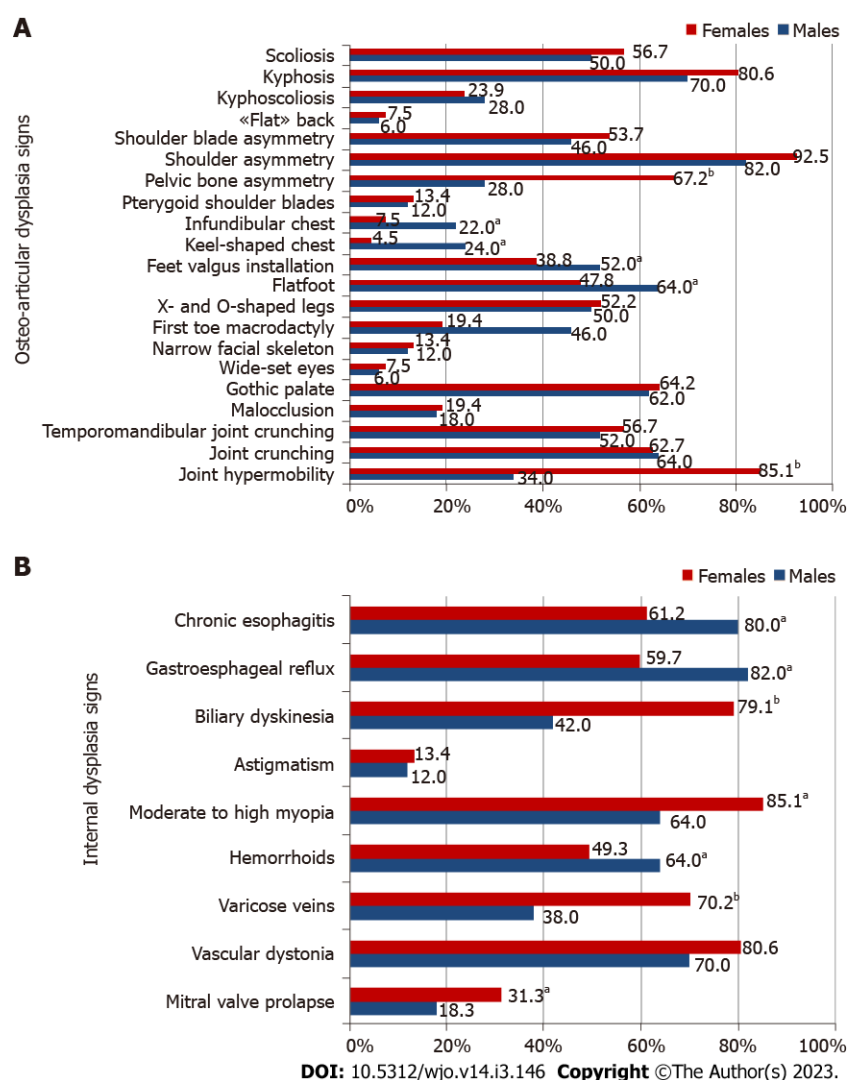 A
Females Males
Osteo-articular dysplasia signs
Scoliosis 56.7
50.0
Kyphosis 80.6
70.0
Kyphoscoliosis 23.9
28.0
«Flat» back 7.5
6.0
Shoulder blade asymmetry 53.7
46.0
Shoulder asymmetry 92.5
82.0
Pelvic bone asymmetry 67.2ᵇ
28.0
Pterygoid shoulder blades 13.4
12.0
Infundibular chest 7.5
22.0ᵃ
Keel-shaped chest 4.5
24.0ᵃ
Feet valgus installation 38.8
52.0ᵃ
Flatfoot 47.8
64.0ᵃ
X- and O-shaped legs 52.2
50.0
First toe macrodactyly 19.4
46.0
Narrow facial skeleton 13.4
12.0
Wide-set eyes 7.5
6.0
Gothic palate 64.2
62.0
Malocclusion 19.4
18.0
Temporomandibular joint crunching 56.7
52.0
Joint crunching 62.7
64.0
Joint hypermobility 85.1ᵇ
34.0
0% 20% 40% 60% 80% 100%
B
Females Males
Internal dysplasia signs
Chronic esophagitis 61.2
80.0ᵃ
Gastroesphageal reflux 59.7
82.0ᵃ
Biliary dyskinesia 79.1ᵇ
42.0
Astigmatism 13.4
12.0
Moderate to high myopia 85.1ᵃ
64.0
Hemorrhoids 49.3
64.0ᵃ
Varicose veins 70.2ᵇ
38.0
Vascular dystonia 80.6
70.0
Mitral valve prolapse 31.3ᵃ
18.3
0% 20% 40% 60% 80% 100%
DOI: 10.5312/wjo.v14.i3.146 Copyright ©The Author(s) 2023.